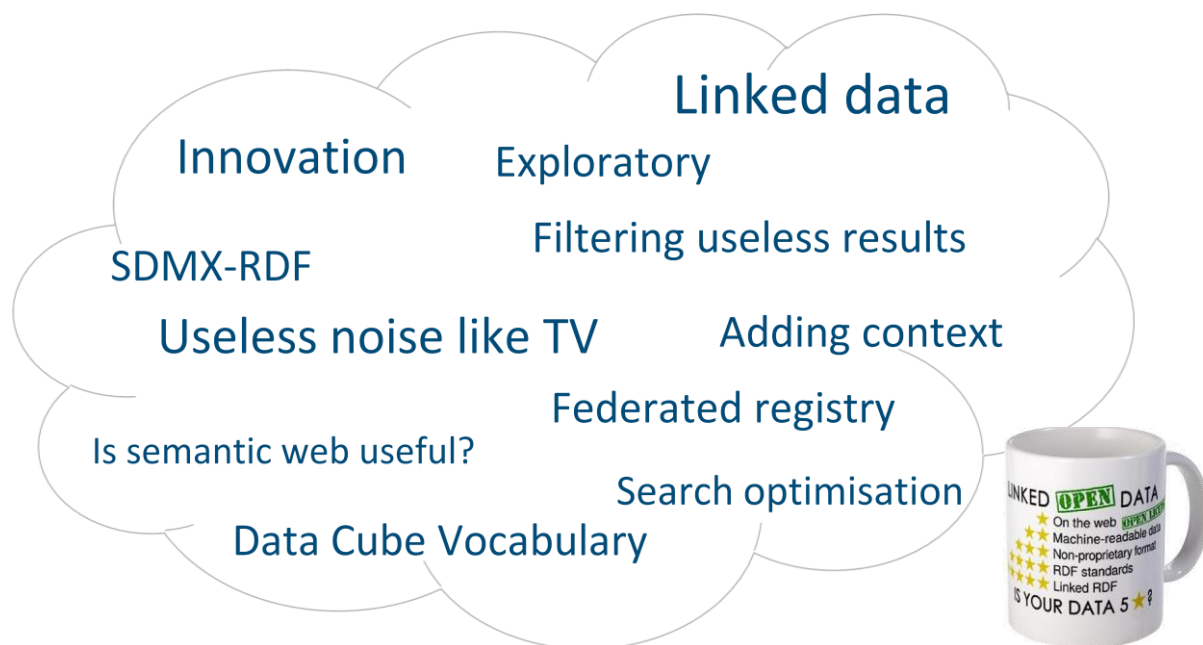 Linked data
Innovation
Exploratory
Filtering useless results
SDMX-RDF
Useless noise like TV
Adding context
Federated registry
Is semantic web useful?
Search optimisation
Data Cube Vocabulary
LINKED OPEN DATA
On the web OPEN LICENSE
Machine-readable data
Non-proprietary format
RDF standards
Linked RDF
IS YOUR DATA 5 ★?